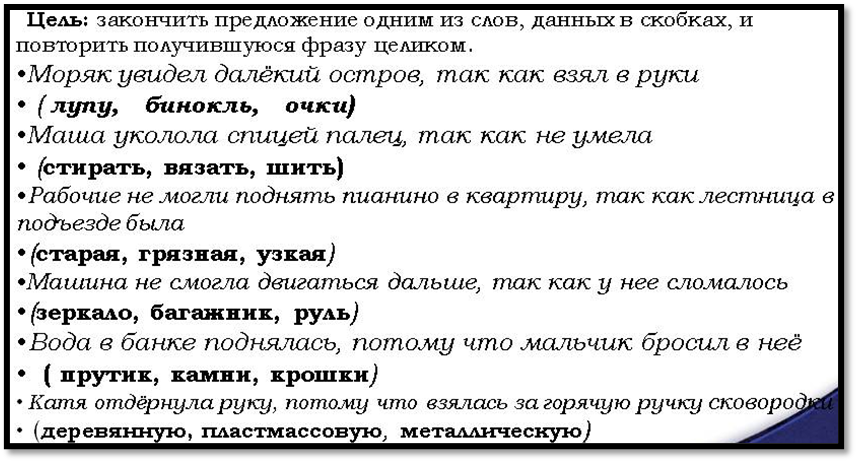 Цель: закончить предложение одним из слов, данных в скобках, и
повторить получившуюся фразу целиком.
•Моряк увидел далёкий остров, так как взял в руки
• ( лупу, бинокль, очки)
•Маша уколола спицей палец, так как не умела
• (стирать, вязать, шить)
•Рабочие не могли поднять пианино в квартиру, так как лестница в
подъезде была
•(старая, грязная, узкая)
•Машина не смогла двигаться дальше, так как у нее сломалось
•(зеркало, багажник, руль)
•Вода в банке поднялась, потому что мальчик бросил в неё
• ( прутик, камни, крошки)
• Катя отдёрнула руку, потому что взялась за горячую ручку сковородки
• (деревянную, пластмассовую, металлическую)